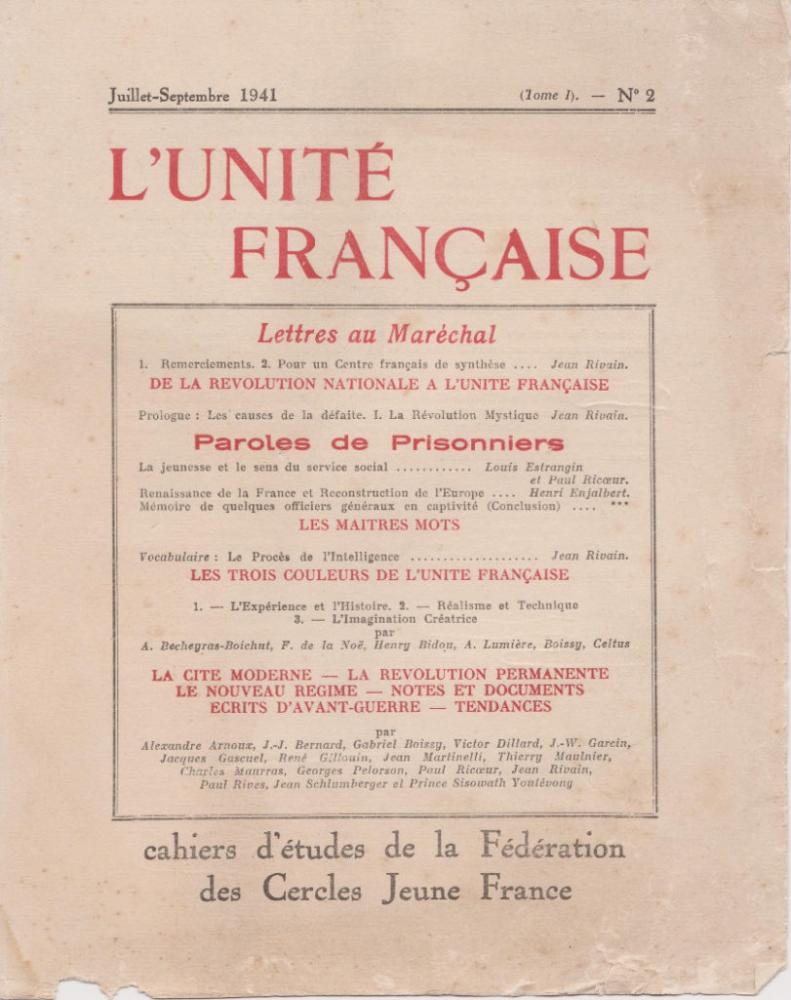 Juillet-Septembre 1941 (Tome I). — N° 2
L'UNITÉ
FRANÇAISE
Lettres au Maréchal
1. Remerciements. 2. Pour un Centre français de synthèse .... Jean Rivain.
DE LA REVOLUTION NATIONALE A L'UNITE FRANÇAISE
Prologue : Les causes de la défaite. I. La Révolution Mystique Jean Rivain.
Paroles de Prisonniers
La jeunesse et le sens du service social ............ Louis Estrangin
et Paul Ricœur.
Renaissance de la France et Reconstruction de l'Europe .... Henri Enjalbert.
Mémoire de quelques officiers généraux en captivité (Conclusion) .... ***
LES MAITRES MOTS
Vocabulaire : Le Procès de l'Intelligence ................... Jean Rivain.
LES TROIS COULEURS DE L'UNITE FRANÇAISE
1. — L'Expérience et l'Histoire. 2. — Réalisme et Technique
3. — L'Imagination Créatrice
par
A. Becheyras-Boichut, F. de la Noë, Henry Bidou, A. Lumière, Boissy, Celtus
LA CITE MODERNE — LA REVOLUTION PERMANENTE
LE NOUVEAU REGIME — NOTES ET DOCUMENTS
ECRITS D'AVANT-GUERRE — TENDANCES
par
Alexandre Arnoux, J.-J. Bernard, Gabriel Boissy, Victor Dillard, J.-W. Garcin,
Jacques Gascuel, René Gillouin, Jean Martinelli, Thierry Maulnier,
Charles Maurras, Georges Pelorson, Paul Ricœur, Jean Rivain,
Paul Rives, Jean Schlumberger et Prince Sisowath Youtévong
cahiers d'études de la Fédération
des Cercles Jeune France